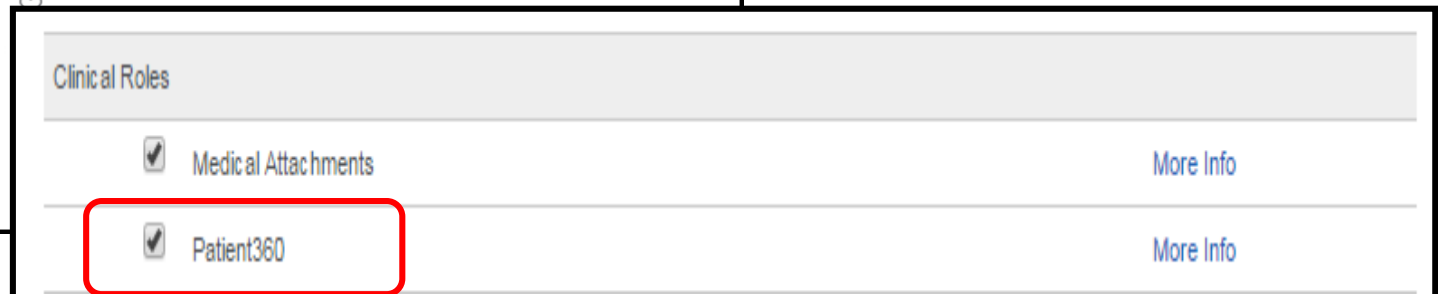 Clinical Roles
Medical Attachments More Info
Patient360 More Info